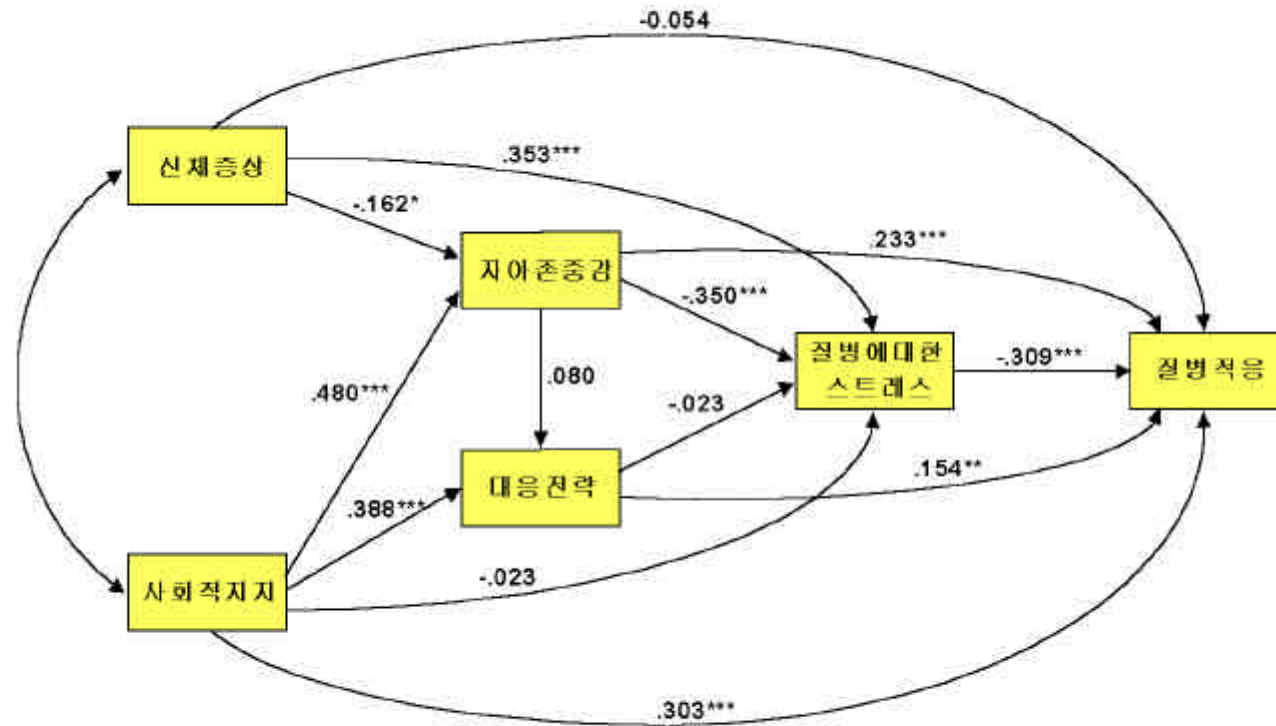 -0.054
신체증상
.353***
-.162*
자아존중감
.233***
-.350***
질병에대한
스트레스
-.309***
질병적응
.480***
.080
-.023
대응전략
.154**
.388***
사회적지지
-.023
.303***